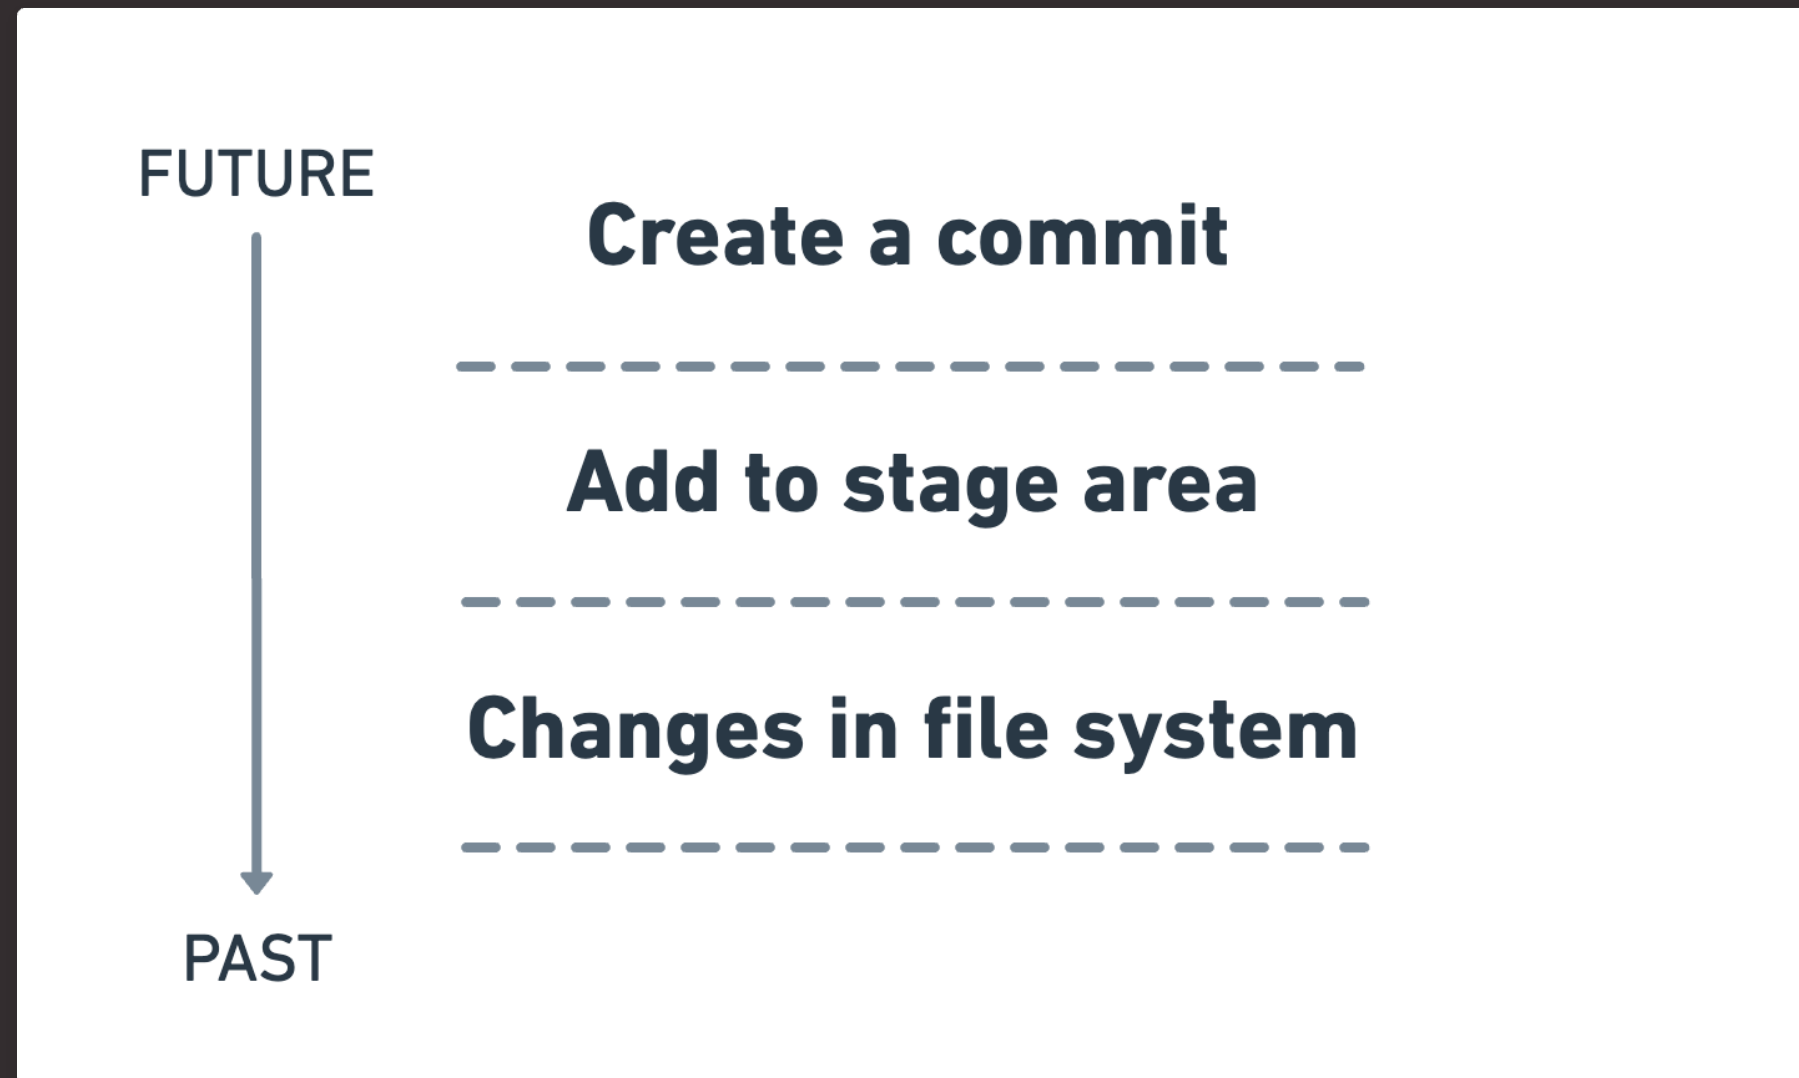 FUTURE
Create a commit
Add to stage area
Changes in file system
PAST